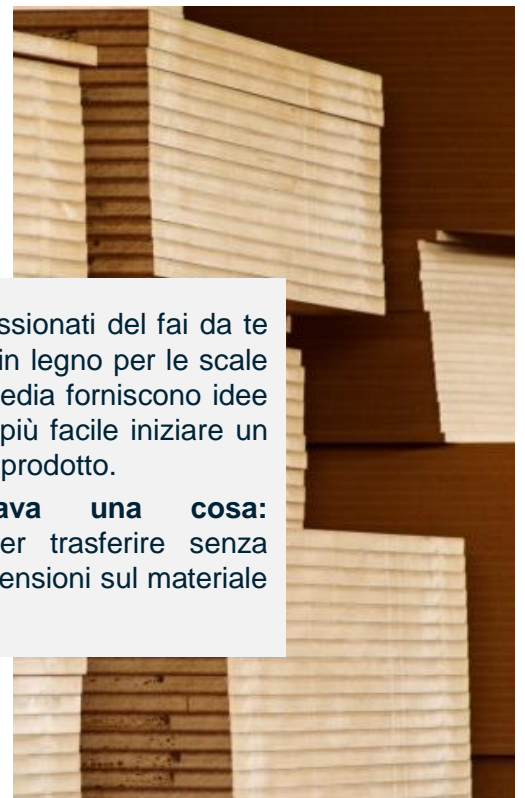 ssionati del fai da te
in legno per le scale
edia forniscono idee
più facile iniziare un
prodotto.
ava una cosa:
er trasferire senza
ensioni sul materiale